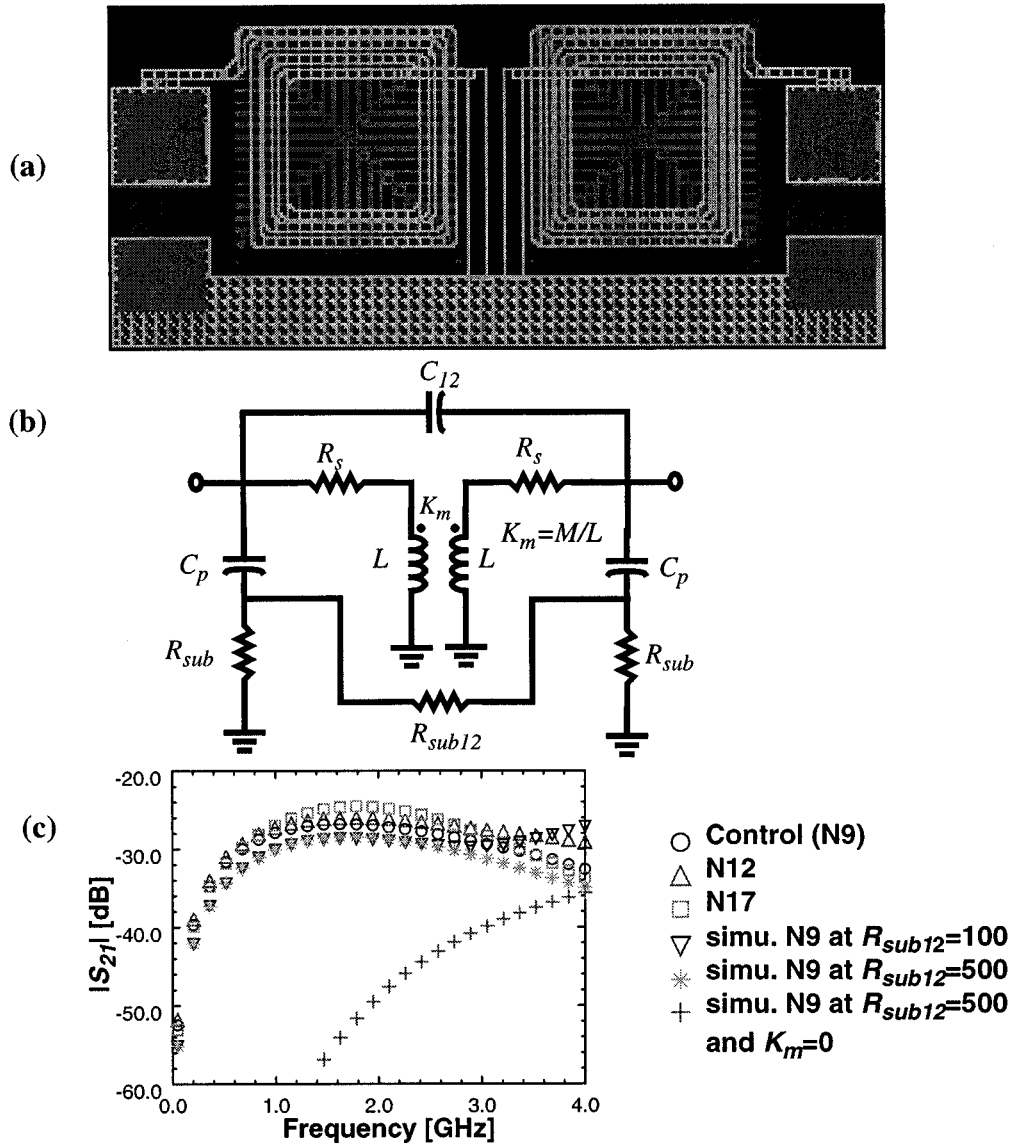 (a)
(b)
C12
Rs
Rs
Km
Km=M/L
Cp
L
L
Cp
Rsub
Rsub
Rsub12
(c)
|S21| [dB]
-20.0
-30.0
-40.0
-50.0
-60.0
0.0
1.0
2.0
3.0
4.0
Frequency [GHz]
Control (N9)
N12
N17
simu. N9 at Rsub12=100
simu. N9 at Rsub12=500
simu. N9 at Rsub12=500
and Km=0